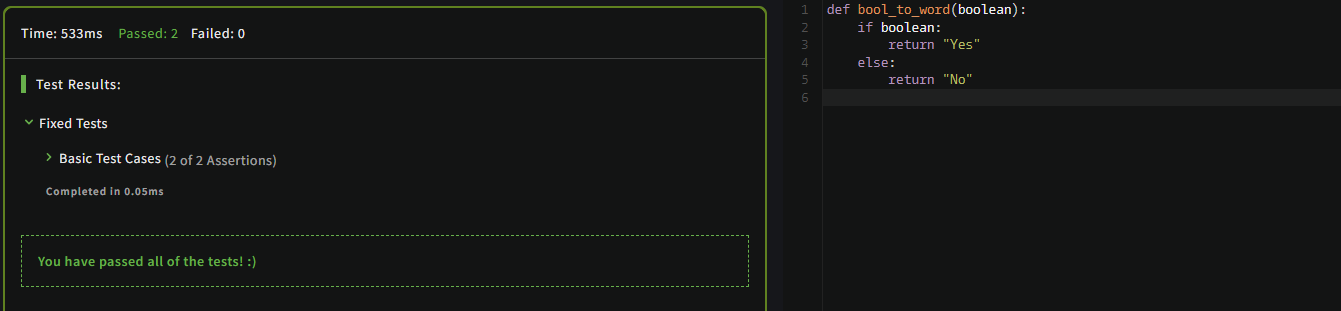 Time: 533ms Passed: 2 Failed: 0
Test Results:
Fixed Tests
Basic Test Cases (2 of 2 Assertions)
Completed in 0.05ms
You have passed all of the tests! :)
1 def bool_to_word(boolean):
2     if boolean:
3         return "Yes"
4     else:
5         return "No"
6